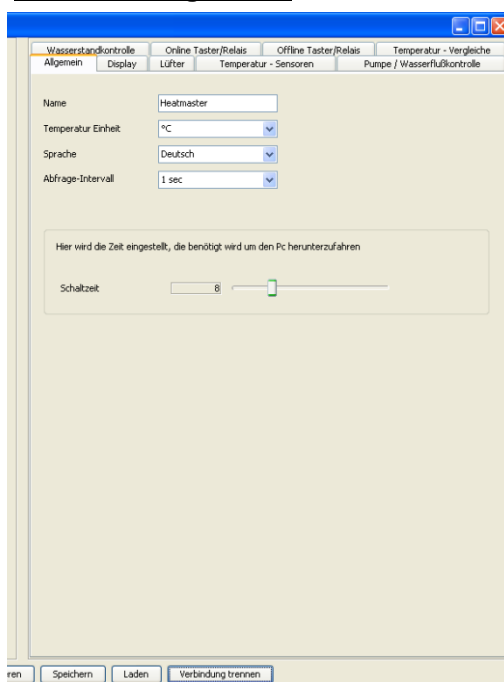 Wasserstandkontrolle Online Taster/Relais Offline Taster/Relais Temperatur - Vergleiche
Allgemein Display Lüfter Temperatur - Sensoren Pumpe / Wasserflußkontrolle
Name Heatmaster
Temperatur Einheit °C
Sprache Deutsch
Abfrage-Intervall 1 sec
Hier wird die Zeit eingestellt, die benötigt wird um den Pc herunterzufahren
Schaltzeit 8
ren Speichern Laden Verbindung trennen